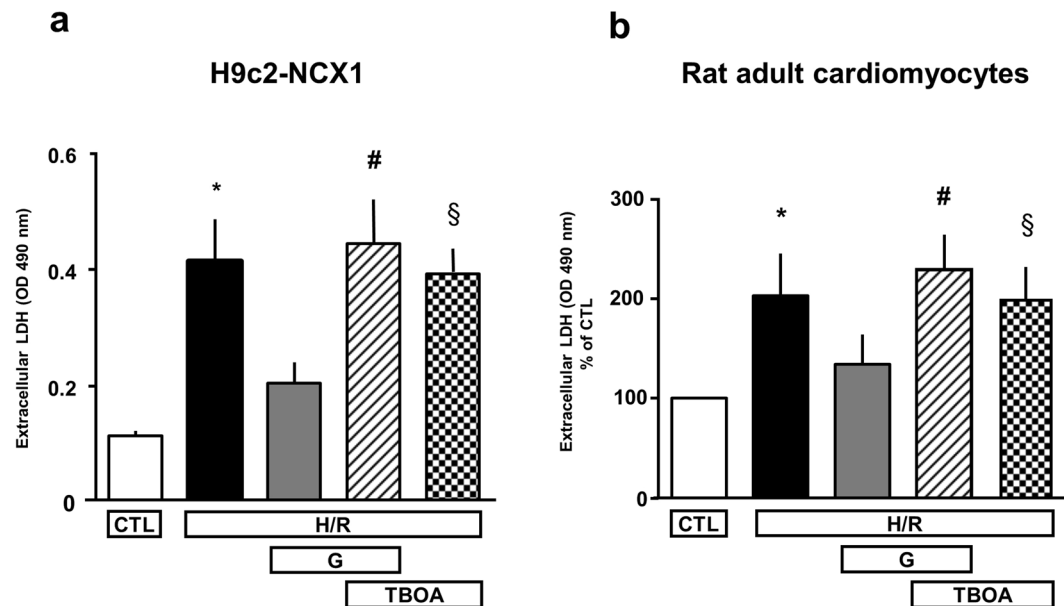 a
H9c2-NCX1
Extracellular LDH (OD 490 nm)
0.6
0.4
0.2
0
*
#
§
CTL
H/R
G
TBOA
b
Rat adult cardiomyocytes
Extracellular LDH (OD 490 nm)
% of CTL
300
200
100
0
*
#
§
CTL
H/R
G
TBOA